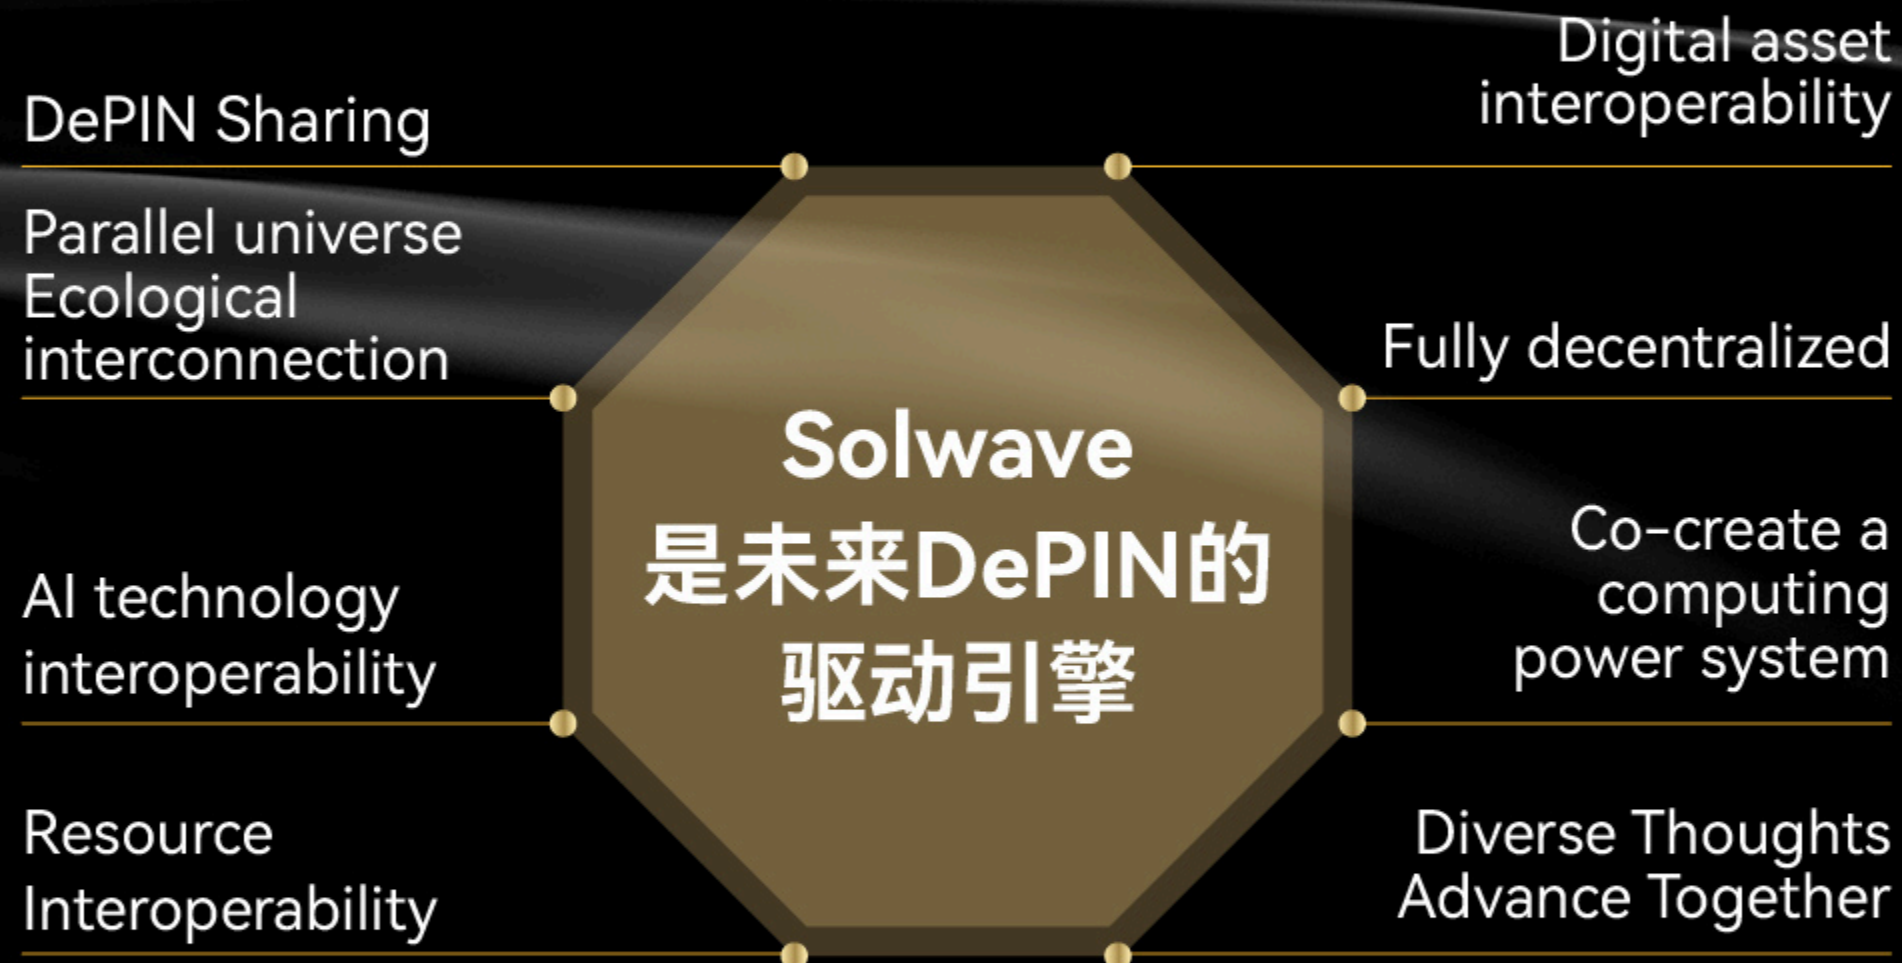 DePIN Sharing
Parallel universe
Ecological
interconnection
AI technology
interoperability
Resource
Interoperability
Solwave
是未来DePIN的
驱动引擎
Digital asset
interoperability
Fully decentralized
Co-create a
computing
power system
Diverse Thoughts
Advance Together